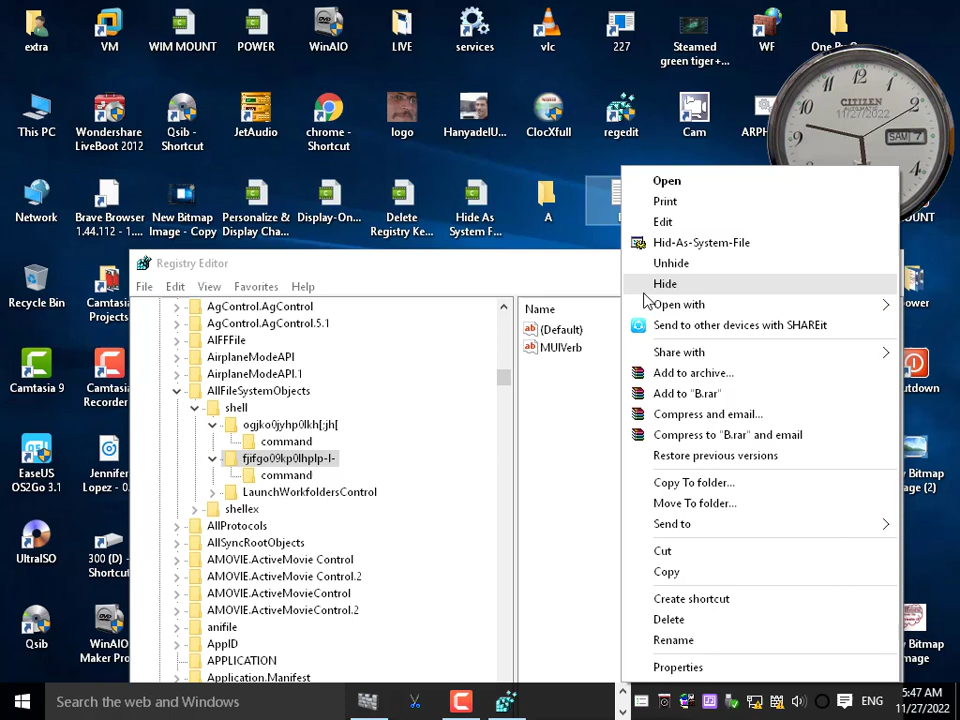 extra
VM
WIM MOUNT
POWER
WinAIO
LIVE
services
vlc
227
Steamed
green tiger+...
WF
This PC
Wondershare
LiveBoot 2012
Qsib -
Shortcut
JetAudio
chrome -
Shortcut
logo
HanyadelU...
ClocXfull
regedit
Cam
12
CITIZEN
AUTOMATIC
11/27/2022
SAM 7
Network
Brave Browser
1.44.112 - 1....
New Bitmap
Image - Copy
Personalize &
Display Cha...
Display-On...
Delete
Registry Ke...
Hide As
System F...
A
Recycle Bin
Camtasia
Projects
Camtasia 9
Camtasia
Recorder...
EaseUS
OS2Go 3.1
Jennifer
Lopez - 0...
UltraISO
300 (D) -
Shortcut
Qsib
WinAIO
Maker Pro...
Registry Editor
File Edit View Favorites Help
AgControl.AgControl
AgControl.AgControl.5.1
AIFFFile
AirplaneModeAPI
AirplaneModeAPI.1
AllFileSystemObjects
shell
ogjko0jyhp0lkh[:jh[
command
fjifgo09kp0lhplp-l-
command
LaunchWorkfoldersControl
shellex
AllProtocols
AllSyncRootObjects
AMOVIE.ActiveMovie Control
AMOVIE.ActiveMovie Control.2
AMOVIE.ActiveMovieControl
AMOVIE.ActiveMovieControl.2
anifile
AppID
APPLICATION
Application.Manifest
Name
(Default)
MUIVerb
Open
Print
Edit
Hid-As-System-File
Unhide
Hide
Open with
Send to other devices with SHAREit
Share with
Add to archive...
Add to "B.rar"
Compress and email...
Compress to "B.rar" and email
Restore previous versions
Copy To folder...
Move To folder...
Send to
Cut
Copy
Create shortcut
Delete
Rename
Properties
Search the web and Windows
ENG
5:47 AM
11/27/2022